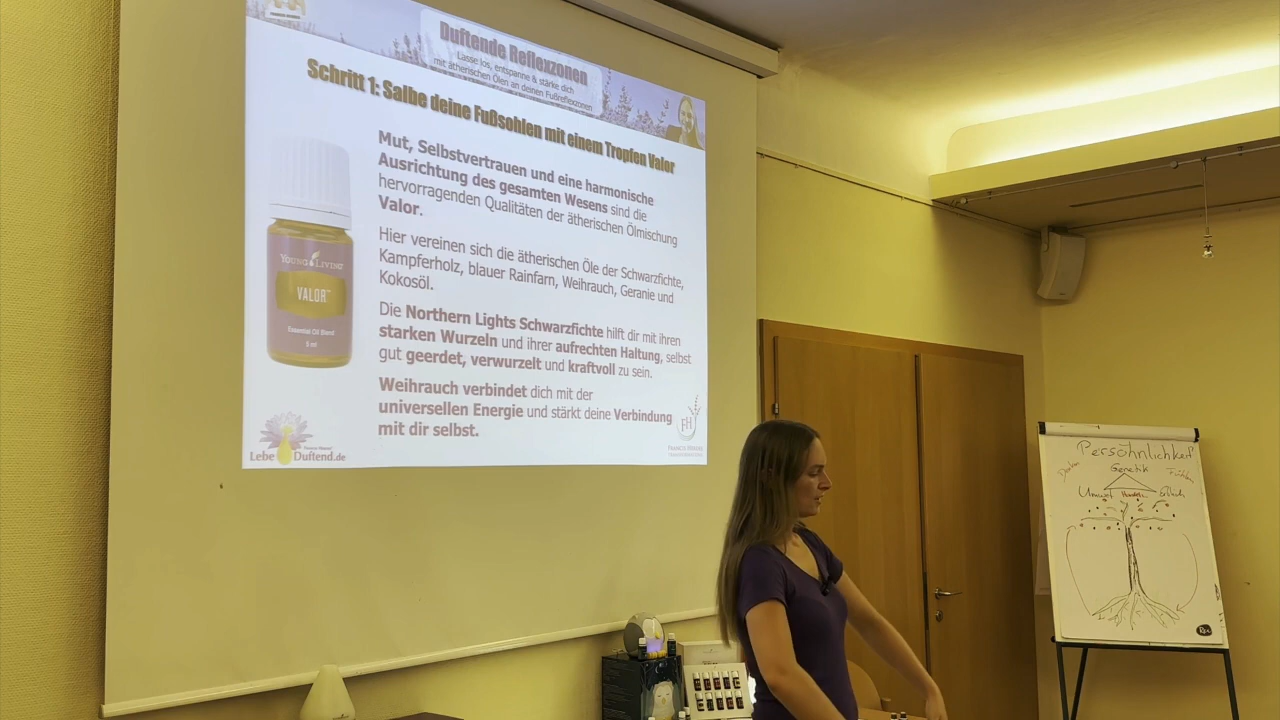 Duftende Reflexzonen
Lasse los, entspanne & stärke dich
mit ätherischen Ölen an deinen Fußreflexzonen
Schritt 1: Salbe deine Fußsohlen mit einem Tropfen Valor
Mut, Selbstvertrauen und eine harmonische
Ausrichtung des gesamten Wesens sind die
hervorragenden Qualitäten der ätherischen Ölmischung
Valor.
Hier vereinen sich die ätherischen Öle der Schwarzfichte,
Kampferholz, blauer Rainfarn, Weihrauch, Geranie und
Kokosöl.
Die Northern Lights Schwarzfichte hilft dir mit ihren
starken Wurzeln und ihrer aufrechten Haltung, selbst
gut geerdet, verwurzelt und kraftvoll zu sein.
Weihrauch verbindet dich mit der
universellen Energie und stärkt deine Verbindung
mit dir selbst.
YOUNG LIVING
VALOR™
Essential Oil Blend
5 ml
Lebe Duftend.de
FH
Persöhnlichkeit
Genetik
Denken
Fühlen
Umwelt Handeln